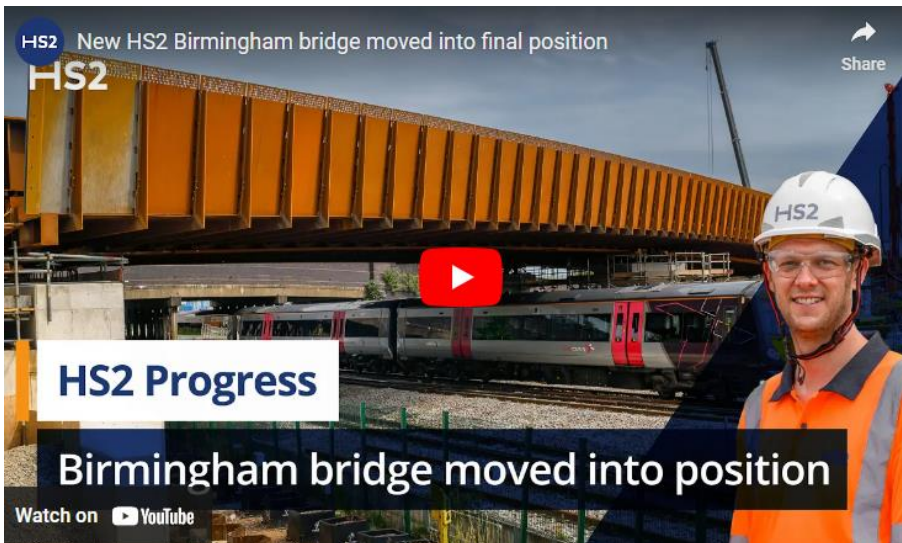 HS2
New HS2 Birmingham bridge moved into final position
Share
HS2
HS2
HS2 Progress
Birmingham bridge moved into position
Watch on YouTube